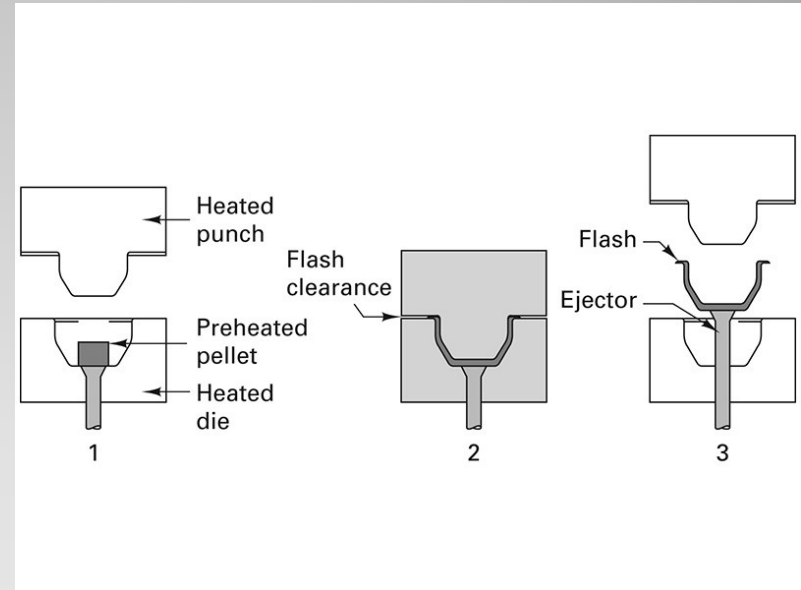 Heated
punch
Preheated
pellet
Heated
die
1
Flash
clearance
2
Flash
Ejector
3